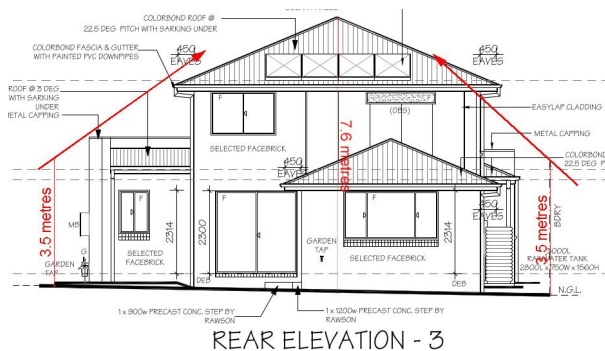 COLORBOND ROOF @
22.5 DEG PITCH WITH SARKING UNDER
COLORBOND FASCIA & GUTTER
WITH PAINTED PVC DOWNPIPES
450
EAVES
450
EAVES
ROOF @ 3 DEG
WITH SARKING
UNDER
METAL CAPPING
F
SELECTED FACEBRICK
(OBS)
EASYLAP CLADDING
METAL CAPPING
COLORBOND
22.5 DEG P
7.6 metres
450
EAVES
3.5 metres
MB
G
GARDEN
TAP
F
2314
2300
SELECTED
FACEBRICK
DEB
F
GARDEN
TAP
F
2314
SELECTED FACEBRICK
450
EAVES
DEB
3.5 metres
BDRY
TANK
2800L x 750W x 1560H
N.G.L.
1 x 900w PRECAST CONC. STEP BY
RAWSON
1 x 1200w PRECAST CONC. STEP BY
RAWSON
REAR ELEVATION - 3